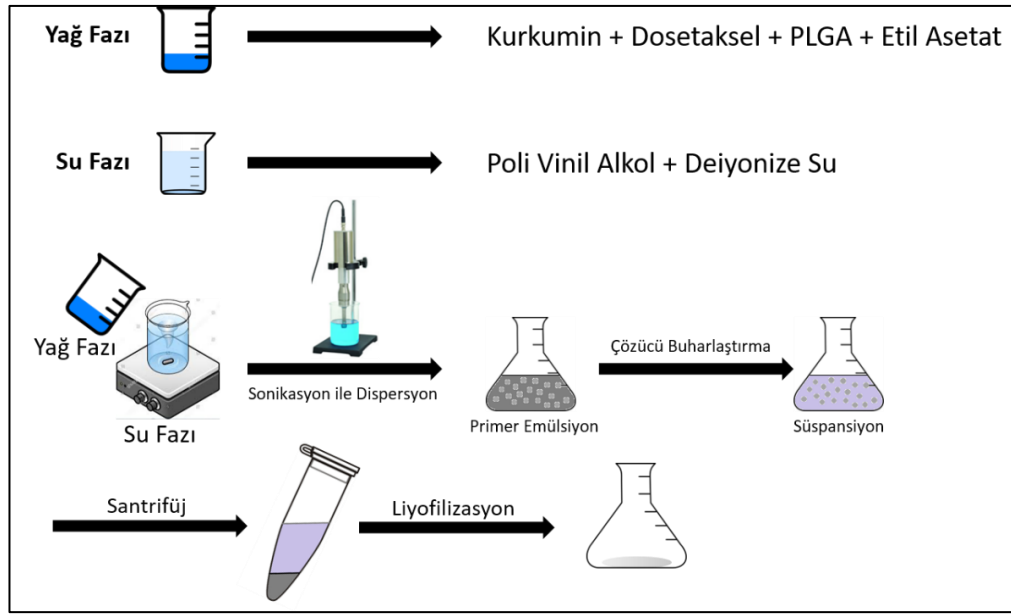 Yağ Fazı
Kurkumin + Dosetaksel + PLGA + Etil Asetat
Su Fazı
Poli Vinil Alkol + Deiyonize Su
Yağ Fazı
Su Fazı
Sonikasyon ile Dispersyon
Primer Emülsiyon
Çözücü Buharlaştırma
Süspansiyon
Santrifüj
Liyofilizasyon